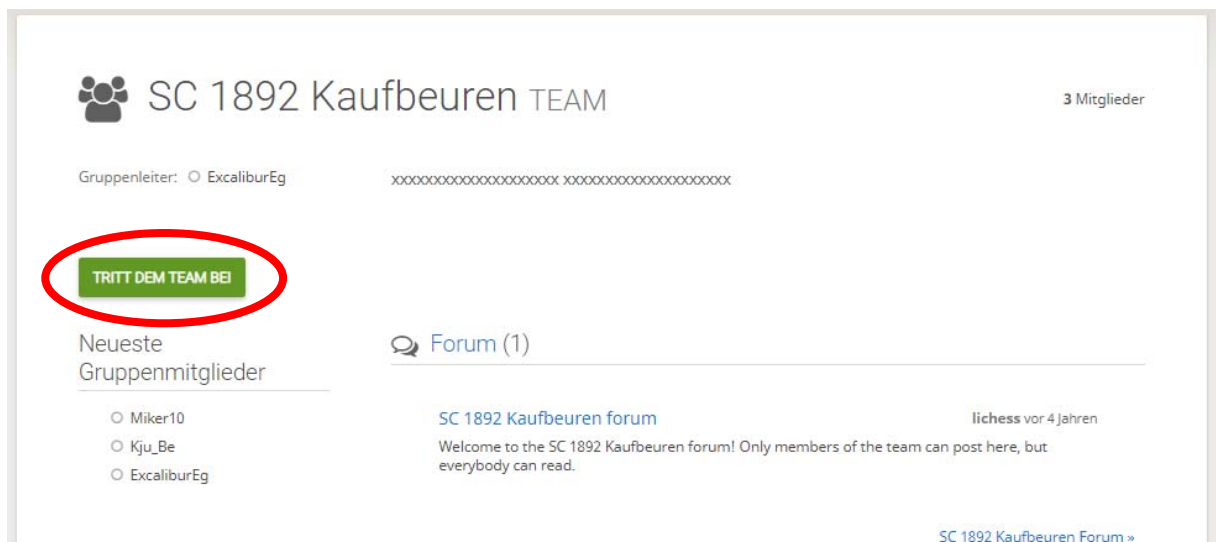 SC 1892 Kaufbeuren TEAM
3 Mitglieder
Gruppenleiter: ExcaliburEg
xxxxxxxxxxxxxxxxxxxx xxxxxxxxxxxxxxxxxxxx
TRITT DEM TEAM BEI
Neueste
Gruppenmitglieder
Miker10
Kju_Be
ExcaliburEg
Forum (1)
SC 1892 Kaufbeuren forum
lichess vor 4 Jahren
Welcome to the SC 1892 Kaufbeuren forum! Only members of the team can post here, but
everybody can read.
SC 1892 Kaufbeuren Forum »